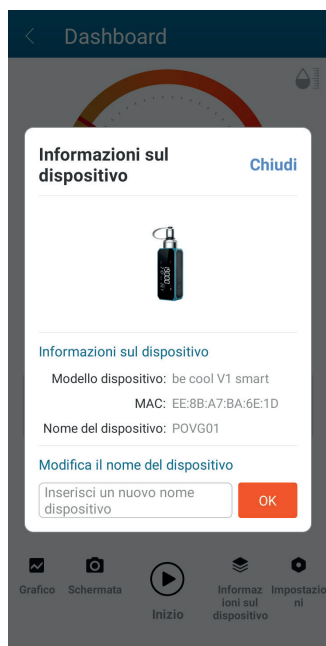 Dashboard
Informazioni sul
dispositivo
Chiudi
Informazioni sul dispositivo
Modello dispositivo: be cool V1 smart
MAC: EE:8B:A7:BA:6E:1D
Nome del dispositivo: POVG01
Modifica il nome del dispositivo
Inserisci un nuovo nome
dispositivo
OK
Grafico
Schermata
Inizio
Informaz
ioni sul
dispositivo
Impostazio
ni